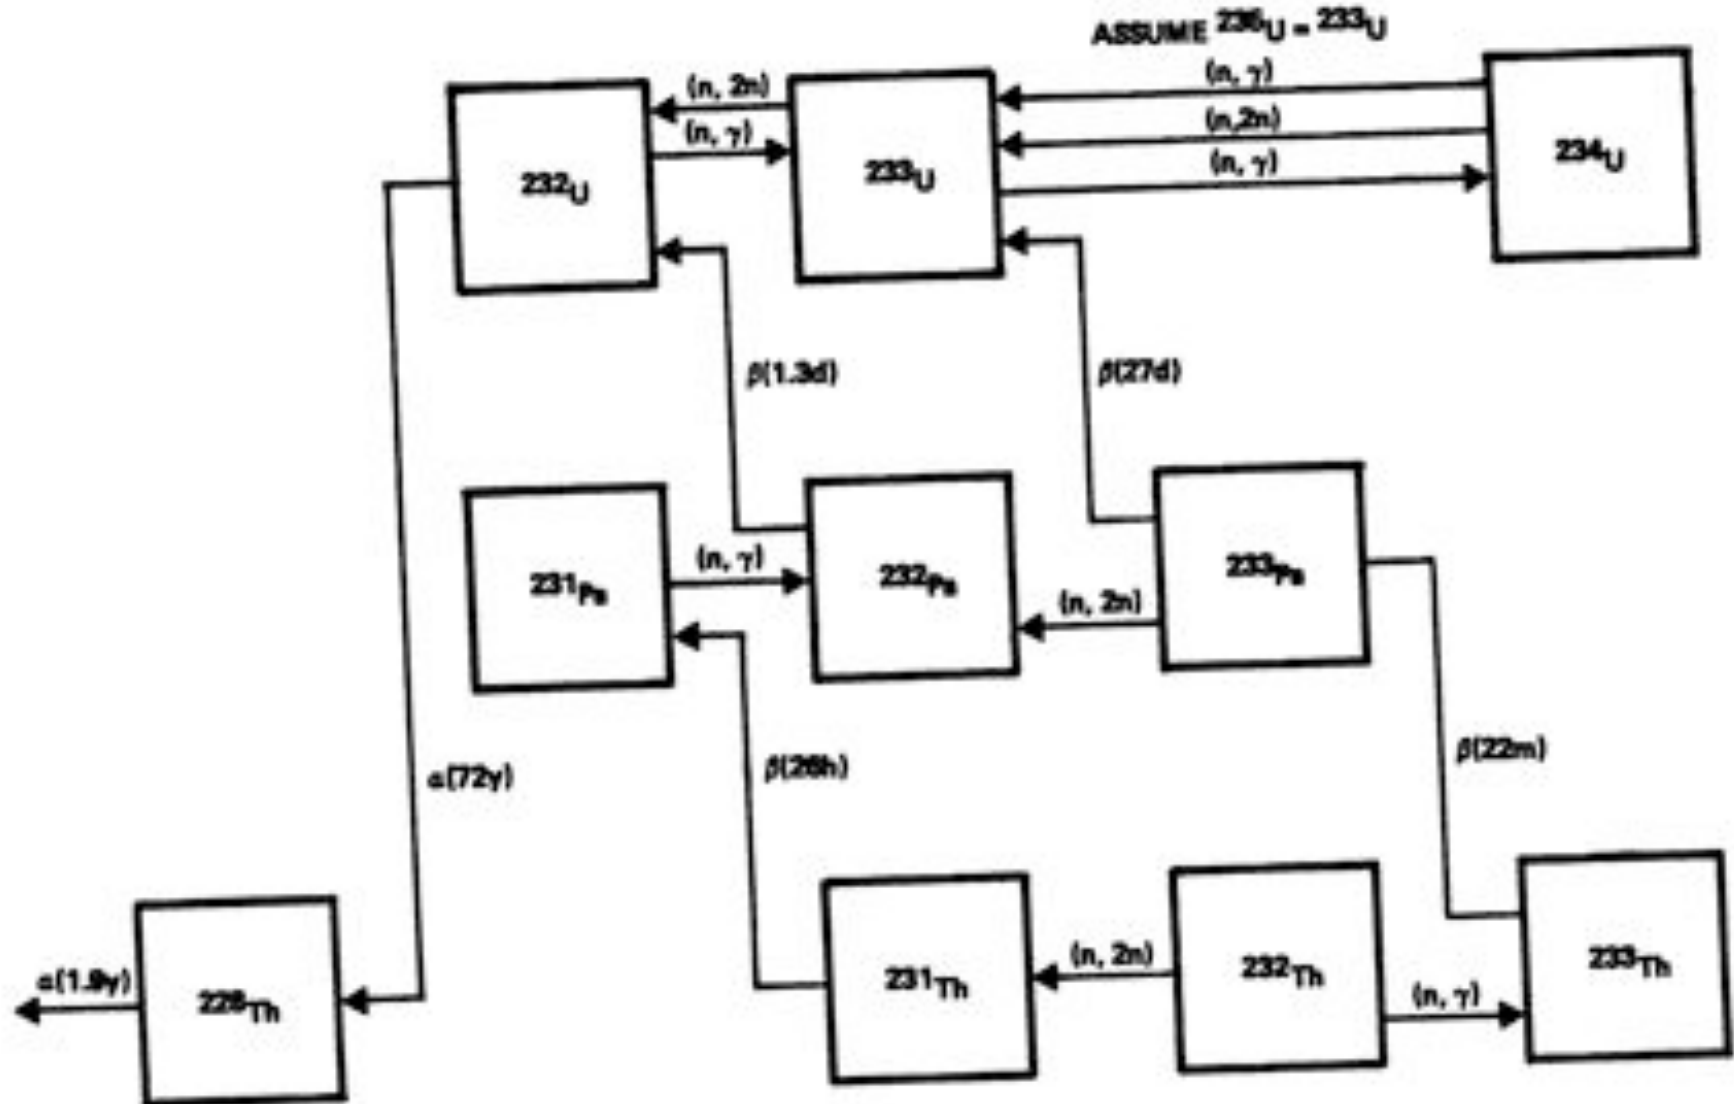 ASSUME 235U = 233U
(n, γ)
(n, 2n)
(n,2n)
(n, γ)
(n, γ)
232U
233U
234U
β(1.3d)
β(27d)
231Pa
(n, γ)
232Pa
233Pa
(n, 2n)
α(72y)
β(26h)
β(22m)
α(1.9y)
228Th
231Th
(n, 2n)
232Th
233Th
(n, γ)